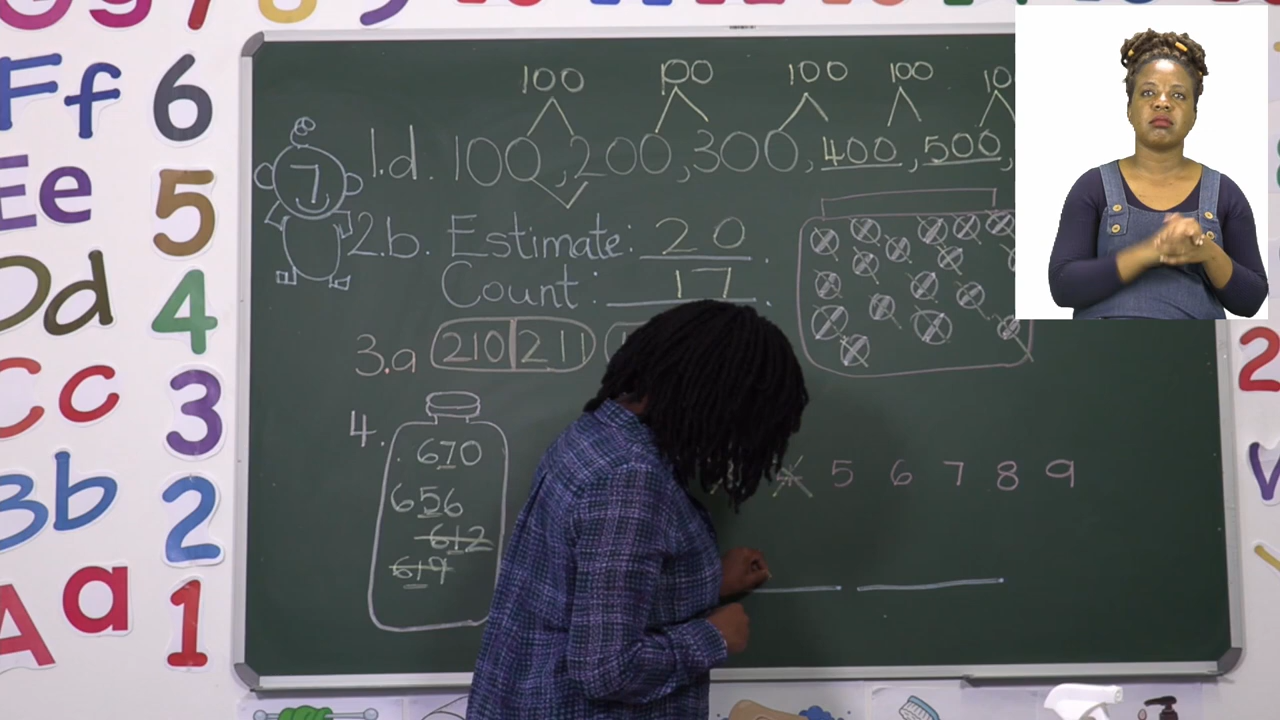 100 100 100 100
1.d. 100, 200, 300, 400, 500,
7
2.b. Estimate: 20.
Count: 17.
3.a 210 211
4. 670
656
612
619
5 6 7 8 9
Ff 6
Ee 5
Dd 4
Cc 3
Bb 2
Aa 1
2